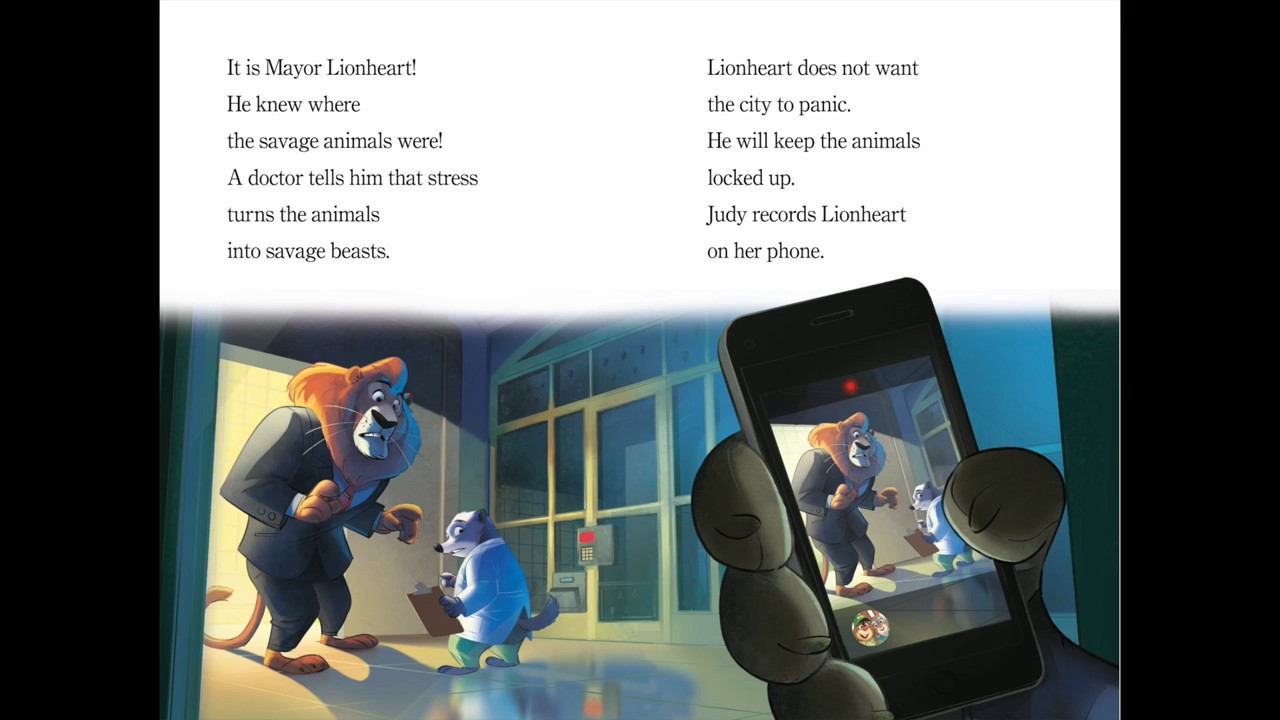 It is Mayor Lionheart!
He knew where
the savage animals were!
A doctor tells him that stress
turns the animals
into savage beasts.
Lionheart does not want
the city to panic.
He will keep the animals
locked up.
Judy records Lionheart
on her phone.